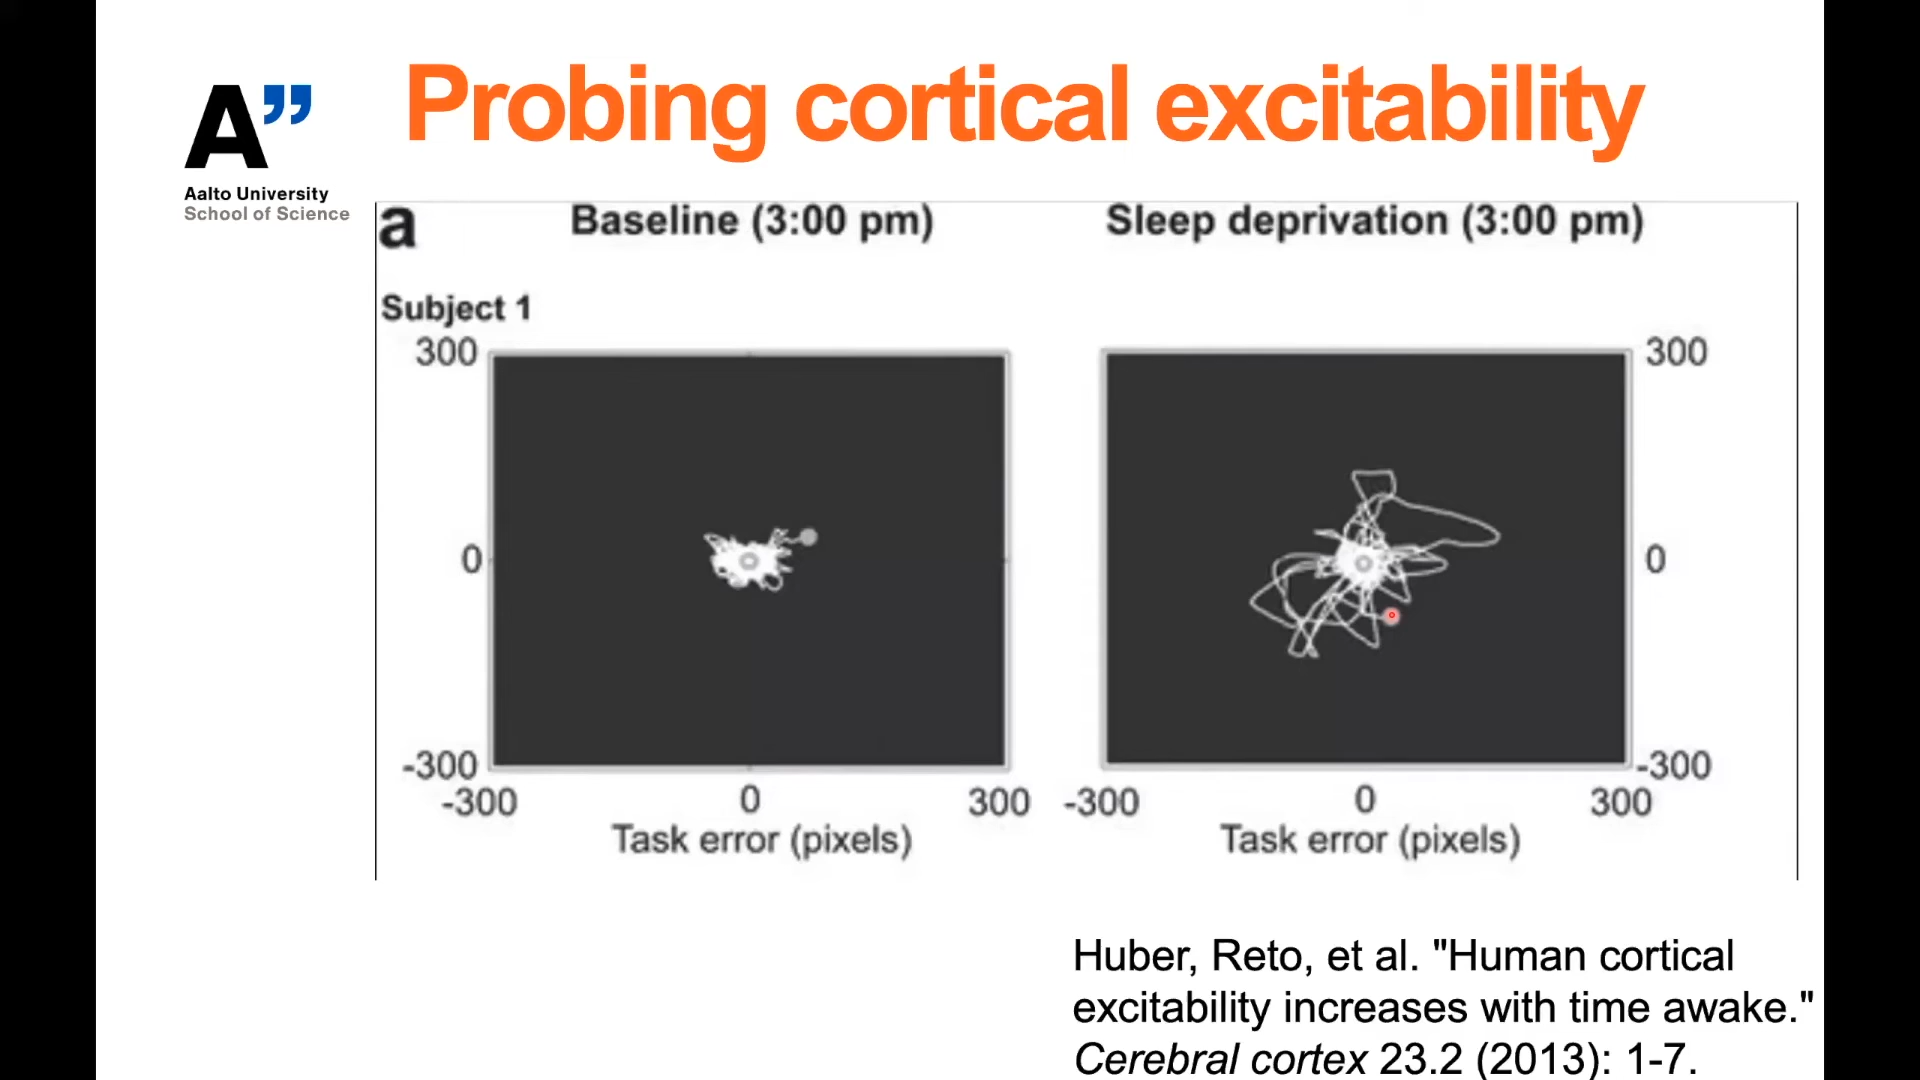 Probing cortical excitability
A”
Aalto University
School of Science
a
Baseline (3:00 pm)
Sleep deprivation (3:00 pm)
Subject 1
300
0
-300
-300
0
300
Task error (pixels)
300
0
-300
-300
0
300
Task error (pixels)
Huber, Reto, et al. "Human cortical
excitability increases with time awake."
Cerebral cortex 23.2 (2013): 1-7.